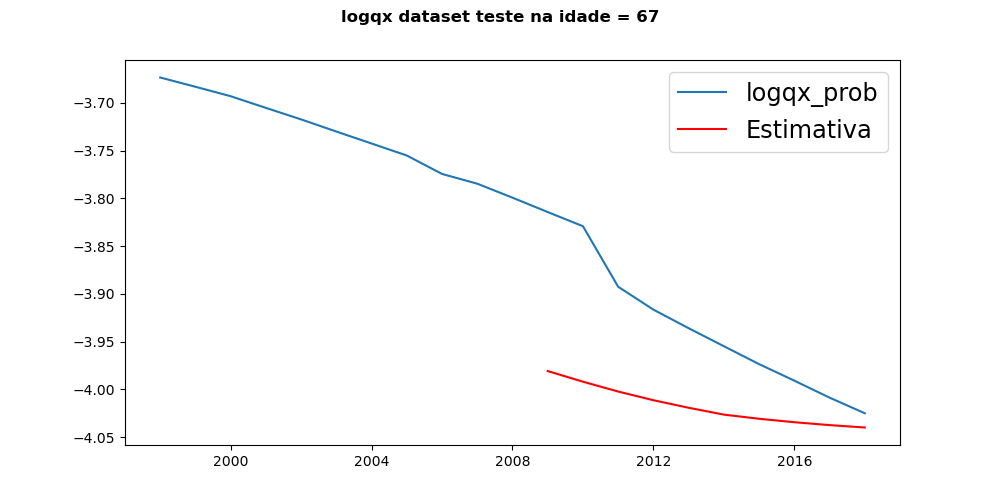 logqx dataset teste na idade = 67
logqx_prob
Estimativa
−3.70
−3.75
−3.80
−3.85
−3.90
−3.95
−4.00
−4.05
2000 2004 2008 2012 2016